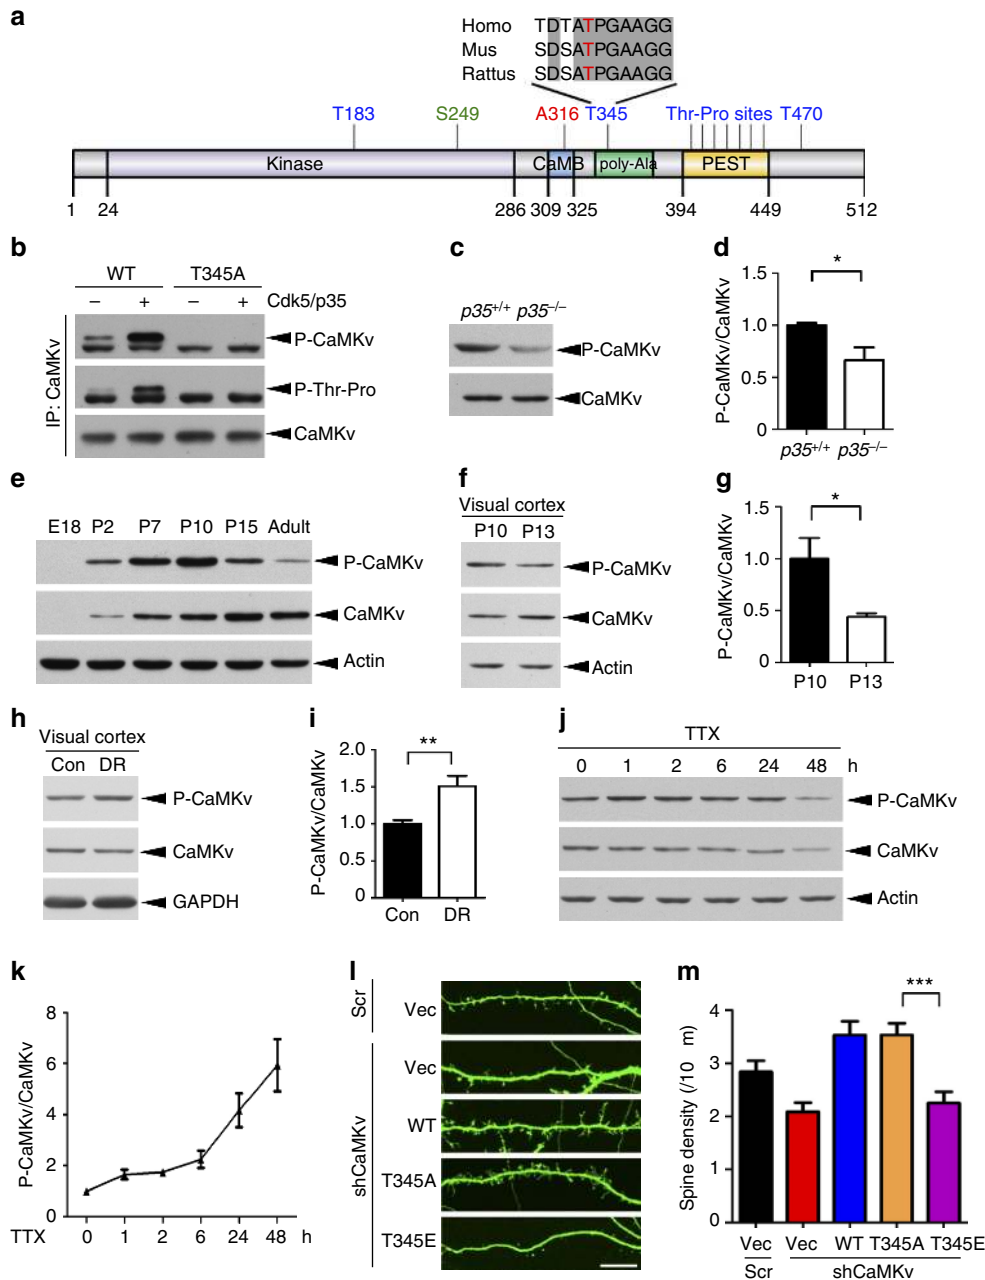 a
Homo TDTATPGAAGG
Mus SDSATPGAAGG
Rattus SDSATPGAAGG
T183 S249 A316 T345 Thr-Pro sites T470
Kinase CaMB poly-Ala PEST
1 24 286 309 325 394 449 512
b
WT T345A
– + – + Cdk5/p35
IP: CaMKv
P-CaMKv
P-Thr-Pro
CaMKv
c
p35+/+ p35–/–
P-CaMKv
CaMKv
d
P-CaMKv/CaMKv
1.5
1.0
0.5
0
*
p35+/+ p35–/–
e
E18 P2 P7 P10 P15 Adult
P-CaMKv
CaMKv
Actin
f
Visual cortex
P10 P13
P-CaMKv
CaMKv
Actin
g
P-CaMKv/CaMKv
1.5
1.0
0.5
0
*
P10 P13
h
Visual cortex
Con DR
P-CaMKv
CaMKv
GAPDH
i
P-CaMKv/CaMKv
2.0
1.5
1.0
0.5
0
**
Con DR
j
TTX
0 1 2 6 24 48 h
P-CaMKv
CaMKv
Actin
k
P-CaMKv/CaMKv
8
6
4
2
0
TTX 0 1 2 6 24 48 h
l
Scr
Vec
shCaMKv
Vec
WT
T345A
T345E
m
Spine density (/10 m)
4
3
2
1
0
***
Vec Vec WT T345A T345E
Scr shCaMKv